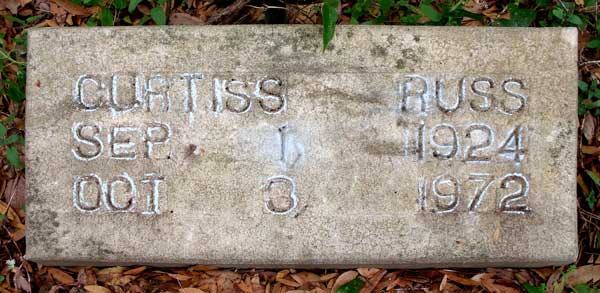 CURTISS RUSS
SEP 1 1924
OCT 3 1972